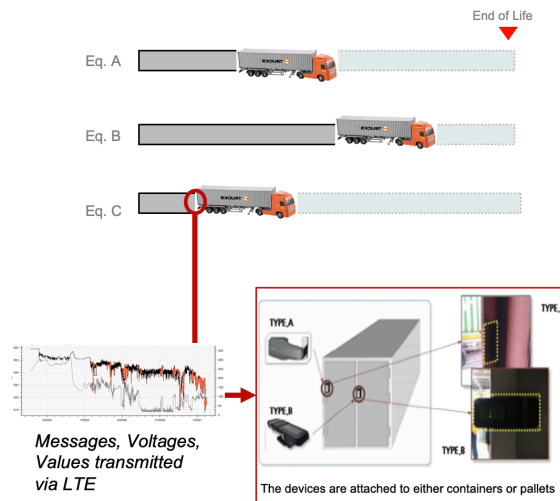 End of Life
Eq. A
Eq. B
Eq. C
TYPE_A
TYPE_B
TYPE_
TYPE_B
Messages, Voltages,
Values transmitted
via LTE
The devices are attached to either containers or pallets